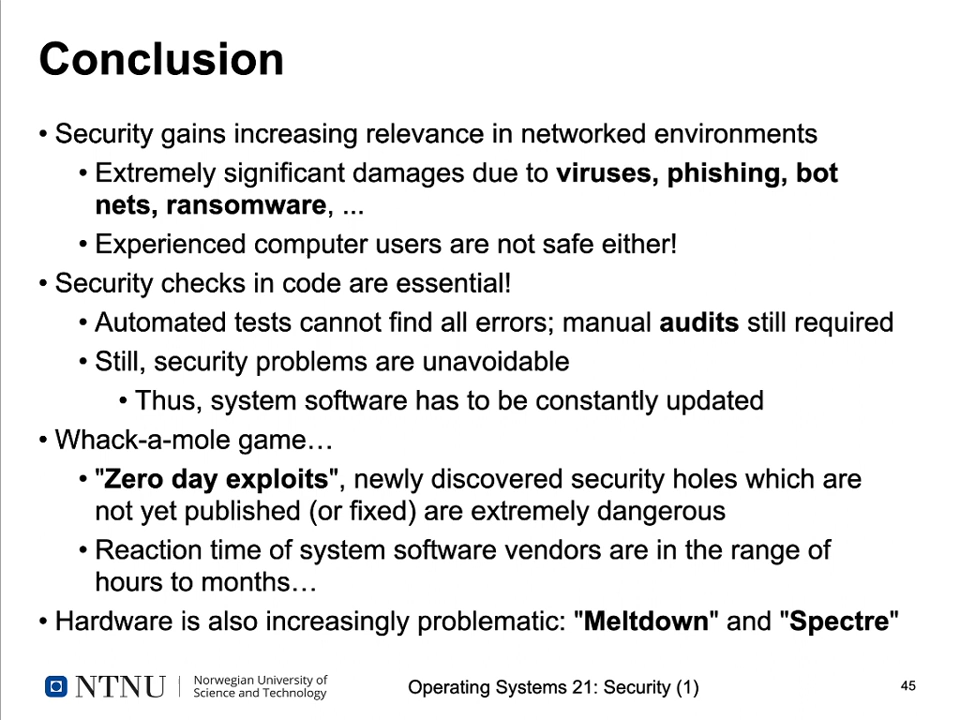 Conclusion
• Security gains increasing relevance in networked environments
• Extremely significant damages due to viruses, phishing, bot
nets, ransomware, ...
• Experienced computer users are not safe either!
• Security checks in code are essential!
• Automated tests cannot find all errors; manual audits still required
• Still, security problems are unavoidable
• Thus, system software has to be constantly updated
• Whack-a-mole game…
• "Zero day exploits", newly discovered security holes which are
not yet published (or fixed) are extremely dangerous
• Reaction time of system software vendors are in the range of
hours to months…
• Hardware is also increasingly problematic: "Meltdown" and "Spectre"
NTNU
Norwegian University of
Science and Technology
Operating Systems 21: Security (1)
45